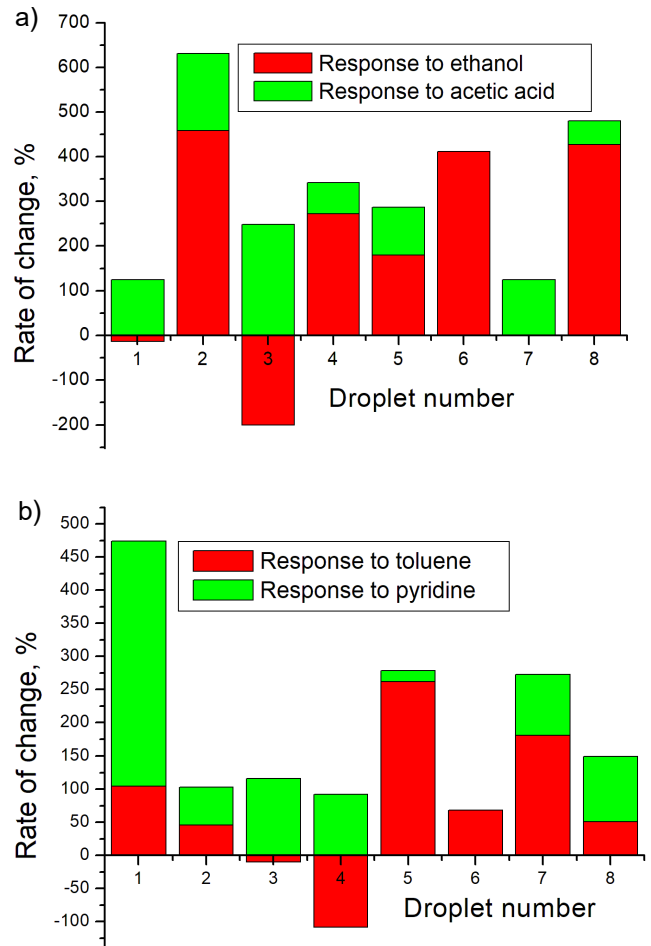 a)
700
600
500
400
300
200
100
0
-100
-200
Rate of change, %
Response to ethanol
Response to acetic acid
1 2 3 4 5 6 7 8
Droplet number
b)
500
450
400
350
300
250
200
150
100
50
0
-50
-100
Rate of change, %
Response to toluene
Response to pyridine
1 2 3 4 5 6 7 8
Droplet number